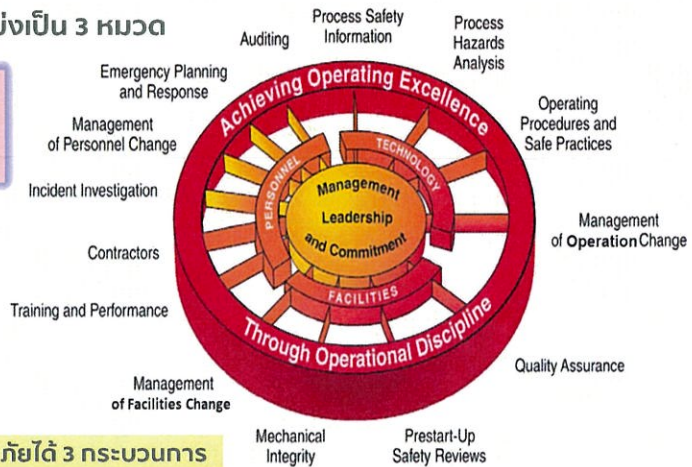 งเป็น 3 หมวด
Process Safety
Information
Auditing
Process
Hazards
Analysis
Emergency Planning
and Response
Operating
Procedures and
Safe Practices
Management
of Personnel Change
Incident Investigation
Management
of Operation Change
Contractors
Training and Performance
Quality Assurance
Management
of Facilities Change
Mechanical
Integrity
Prestart-Up
Safety Reviews
Achieving Operating Excellence
PERSONNEL
TECHNOLOGY
Management
Leadership
and Commitment
FACILITIES
Through Operational Discipline
ภัยได้ 3 กระบวนการ